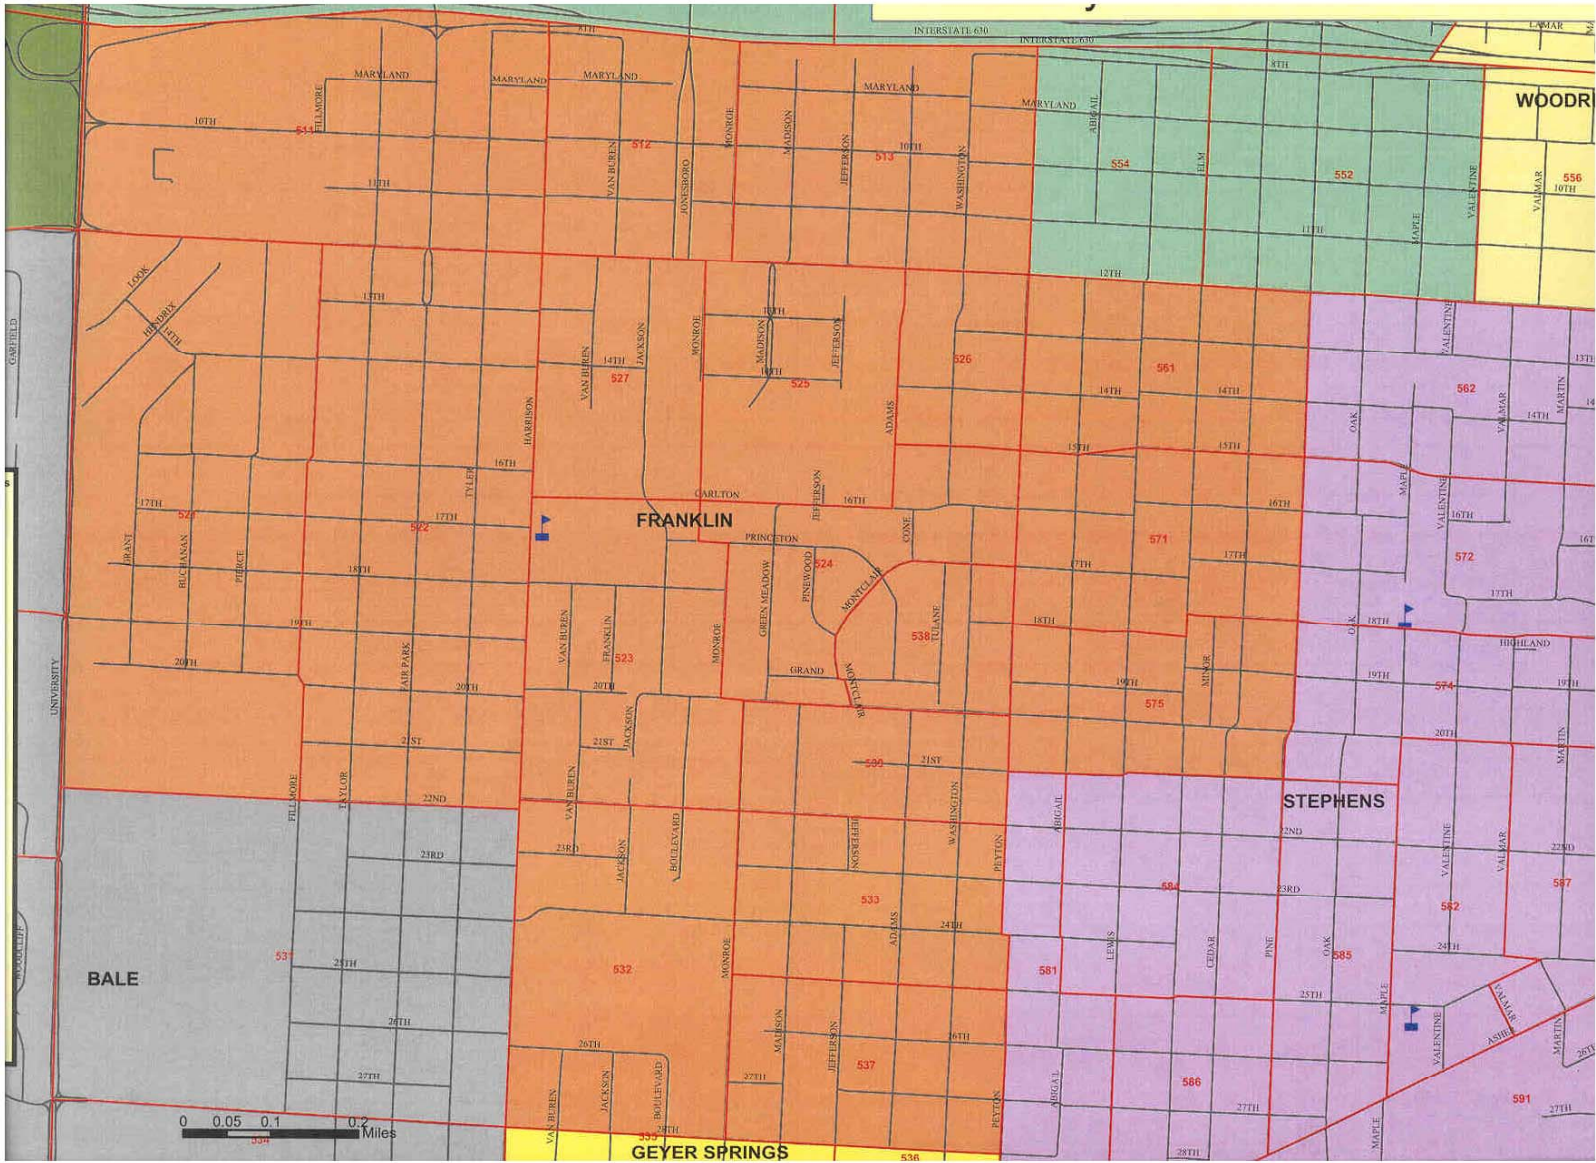 INTERSTATE 630
INTERSTATE 630
LAMAR
8TH
8TH
MARYLAND
MARYLAND
MARYLAND
MARYLAND
MARYLAND
WOODR
FILLMORE
10TH
511
512
513
10TH
554
552
556
10TH
MONROE
MADISON
JEFFERSON
ABIGAIL
ELM
VAN BUREN
JONESBORO
WASHINGTON
VALENTINE
VALMAR
MAPLE
11TH
11TH
12TH
LOOK
HENDRIX
14TH
13TH
13TH
13TH
GARFIELD
VAN BUREN
JACKSON
MONROE
MADISON
JEFFERSON
VALENTINE
14TH
527
14TH
525
526
561
562
14TH
14TH
14TH
14
HARRISON
ADAMS
OAK
VALMAR
MARTIN
15TH
15TH
16TH
TYLER
CARLTON
JEFFERSON
16TH
16TH
MAPLE
VALENTINE
16TH
17TH
521
522
17TH
FRANKLIN
PRINCETON
CONE
571
572
16T
GRANT
BUCHANAN
PIERCE
18TH
GREEN MEADOW
PINEWOOD
524
MONTCLAIR
17TH
17TH
17TH
19TH
VAN BUREN
FRANKLIN
523
MONROE
538
TULANE
18TH
OAK
18TH
HIGHLAND
20TH
FAIR PARK
20TH
20TH
GRAND
MONTCLAIR
19TH
MINOR
575
19TH
574
19TH
UNIVERSITY
21ST
21ST
JACKSON
21ST
20TH
MARTIN
FILLMORE
TAYLOR
22ND
VAN BUREN
WASHINGTON
ABIGAIL
STEPHENS
22ND
23RD
23RD
JACKSON
BOULEVARD
JEFFERSON
PEYTON
VALENTINE
VALMAR
22ND
533
584
23RD
582
587
WOODCLIFF
BALE
531
25TH
532
MONROE
ADAMS
24TH
581
LEWIS
CEDAR
PINE
OAK
585
24TH
25TH
MAPLE
VALMAR
ASHER
26TH
26TH
MADISON
JEFFERSON
26TH
VALENTINE
MARTIN
26TH
27TH
VAN BUREN
JACKSON
BOULEVARD
27TH
537
PEYTON
ABIGAIL
586
27TH
MAPLE
591
27TH
0 0.05 0.1 0.2
Miles
534
535
28TH
GEYER SPRINGS
536
28TH